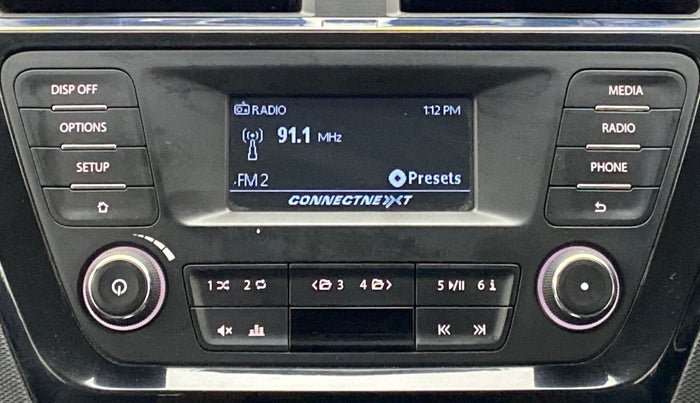 DISP OFF
OPTIONS
SETUP
RADIO 1:12 PM
91.1 MHz
FM 2 Presets
CONNECTNEXT
MEDIA
RADIO
PHONE
1 2 3 4 5 6 i